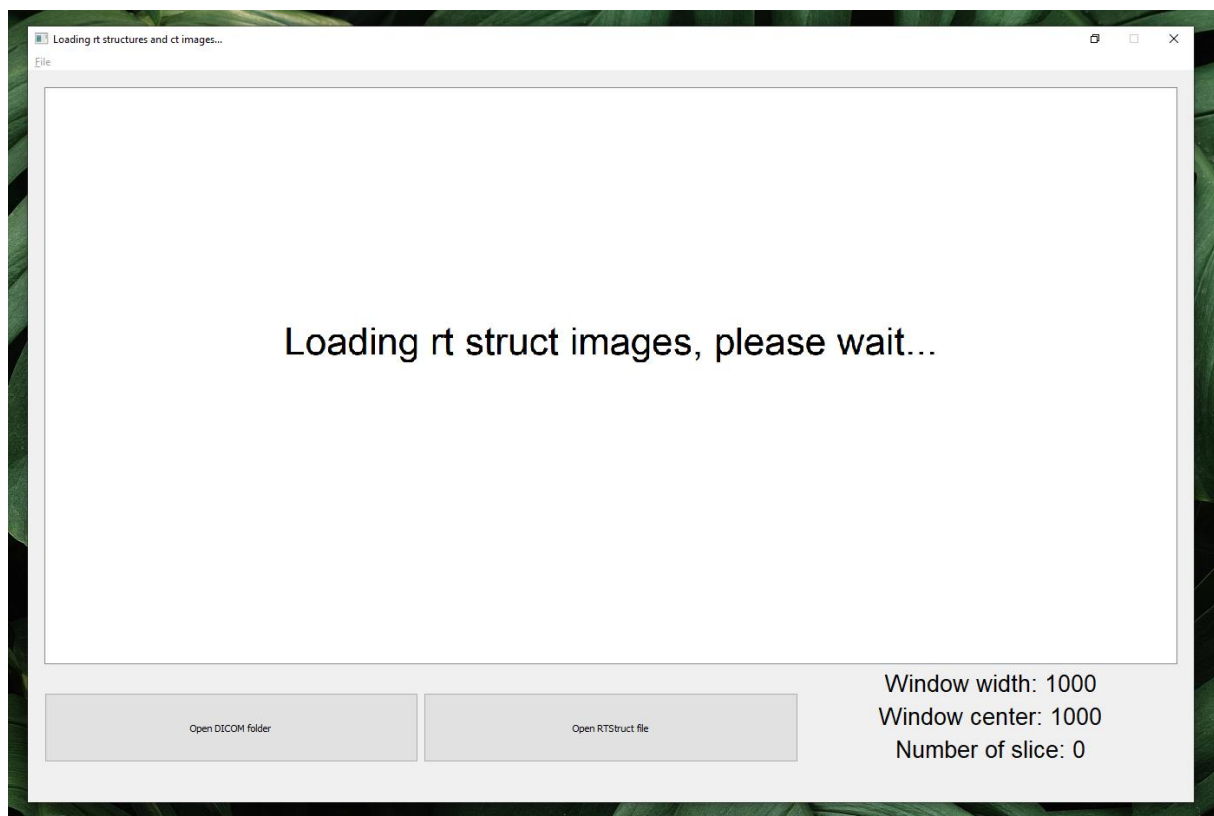 Loading rt structures and ct images...
File
Loading rt struct images, please wait...
Window width: 1000
Window center: 1000
Number of slice: 0
Open DICOM folder
Open RTStruct file